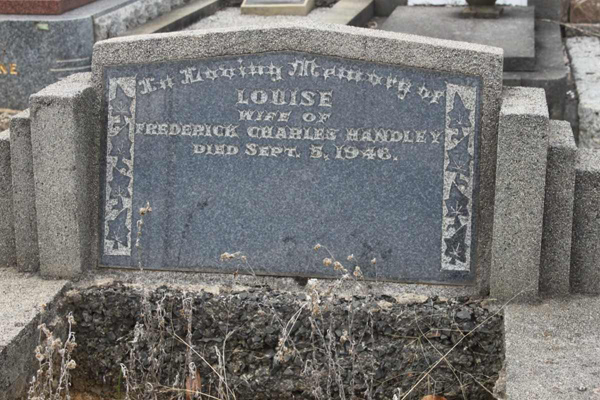 In Loving Memory of
LOUISE
WIFE OF
FREDERICK CHARLES HANDLEY
DIED SEPT. 5, 1946.